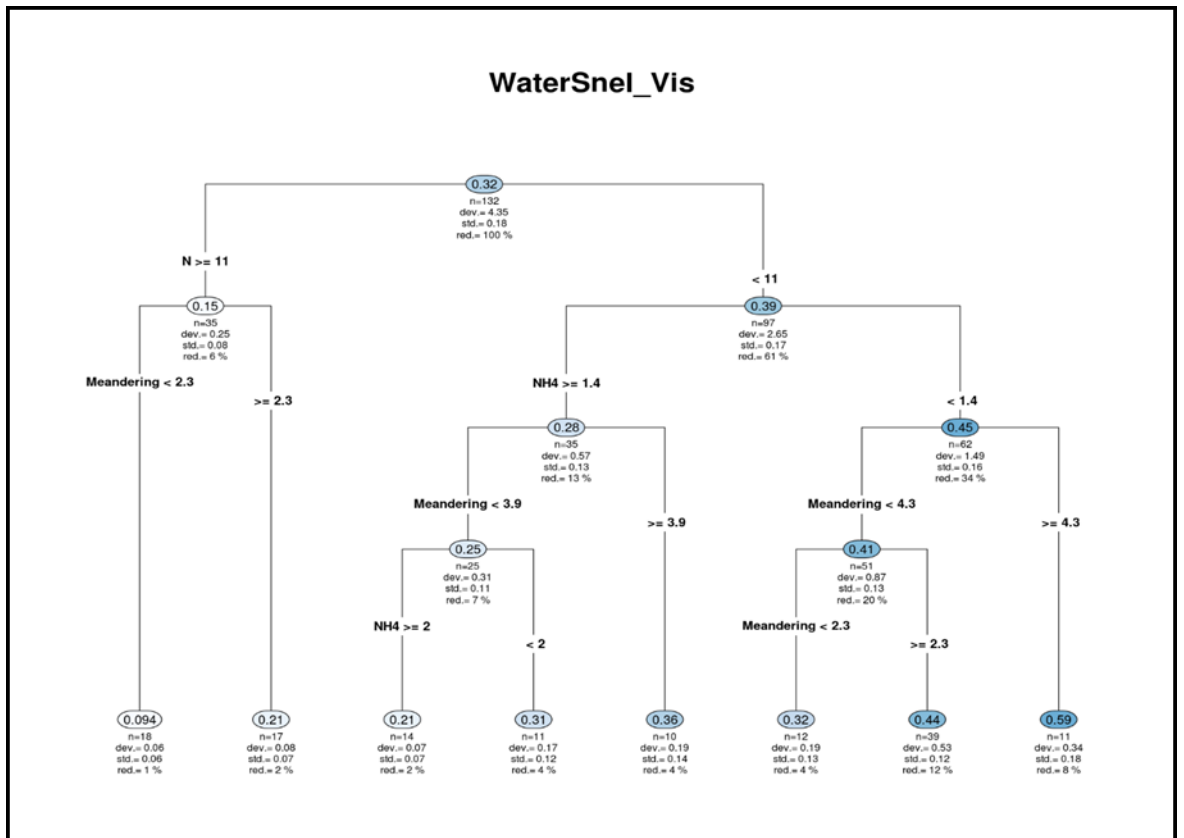 WaterSnel_Vis
0.32
n=132
dev.= 4.35
std.= 0.18
red.= 100 %
N >= 11
< 11
0.15
n=35
dev.= 0.25
std.= 0.08
red.= 6 %
0.39
n=97
dev.= 2.65
std.= 0.17
red.= 61 %
Meandering < 2.3
>= 2.3
NH4 >= 1.4
< 1.4
0.28
n=35
dev.= 0.57
std.= 0.13
red.= 13 %
0.45
n=62
dev.= 1.49
std.= 0.16
red.= 34 %
Meandering < 3.9
>= 3.9
Meandering < 4.3
>= 4.3
0.25
n=25
dev.= 0.31
std.= 0.11
red.= 7 %
0.41
n=51
dev.= 0.87
std.= 0.13
red.= 20 %
NH4 >= 2
< 2
Meandering < 2.3
>= 2.3
0.094
n=18
dev.= 0.06
std.= 0.06
red.= 1 %
0.21
n=17
dev.= 0.08
std.= 0.07
red.= 2 %
0.21
n=14
dev.= 0.07
std.= 0.07
red.= 2 %
0.31
n=11
dev.= 0.17
std.= 0.12
red.= 4 %
0.36
n=10
dev.= 0.19
std.= 0.14
red.= 4 %
0.32
n=12
dev.= 0.19
std.= 0.13
red.= 4 %
0.44
n=39
dev.= 0.53
std.= 0.12
red.= 12 %
0.59
n=11
dev.= 0.34
std.= 0.18
red.= 8 %